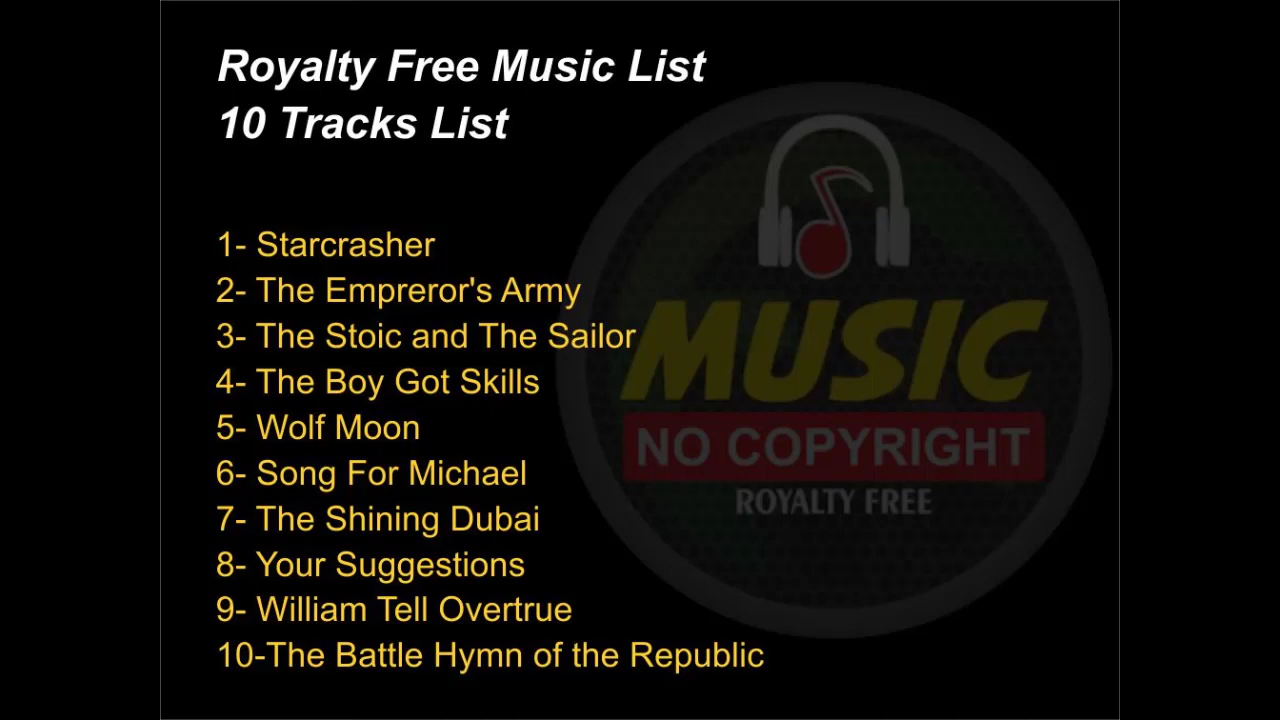 Royalty Free Music List
10 Tracks List
1- Starcrasher
2- The Empreror's Army
3- The Stoic and The Sailor
4- The Boy Got Skills
5- Wolf Moon
6- Song For Michael
7- The Shining Dubai
8- Your Suggestions
9- William Tell Overtrue
10-The Battle Hymn of the Republic
MUSIC
NO COPYRIGHT
ROYALTY FREE